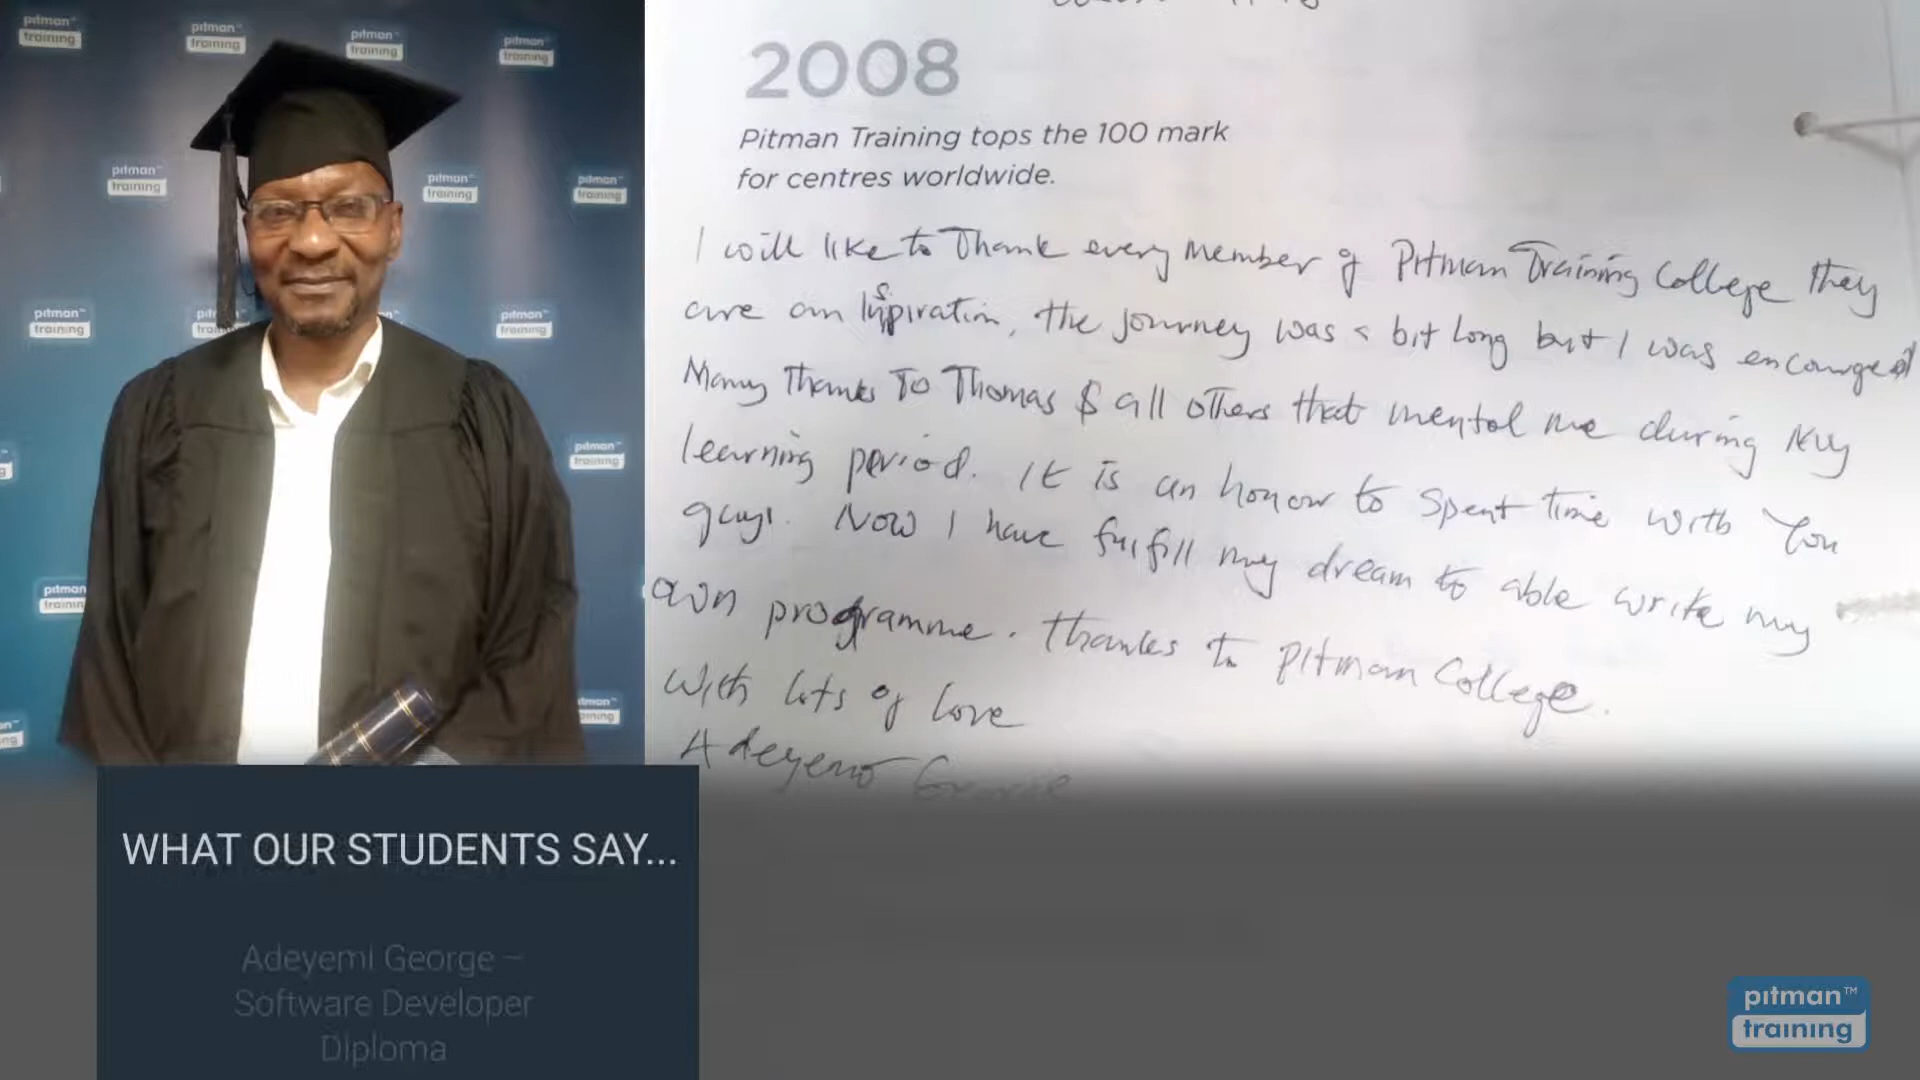 pitman™
training
2008
Pitman Training tops the 100 mark
for centres worldwide.
I will like to Thank every Member of Pitman Training College they
are an Inspiration, the journey was a bit long but I was encouraged
Many Thanks To Thomas $ all others that mental me during my
learning period. It is an honour to Spent time with You
guys. Now I have fulfill my dream to able write my
own programme. thanks to Pitman College.
With lots of love
Adeyemo George
WHAT OUR STUDENTS SAY...
Adeyemi George –
Software Developer
Diploma
pitman™
training